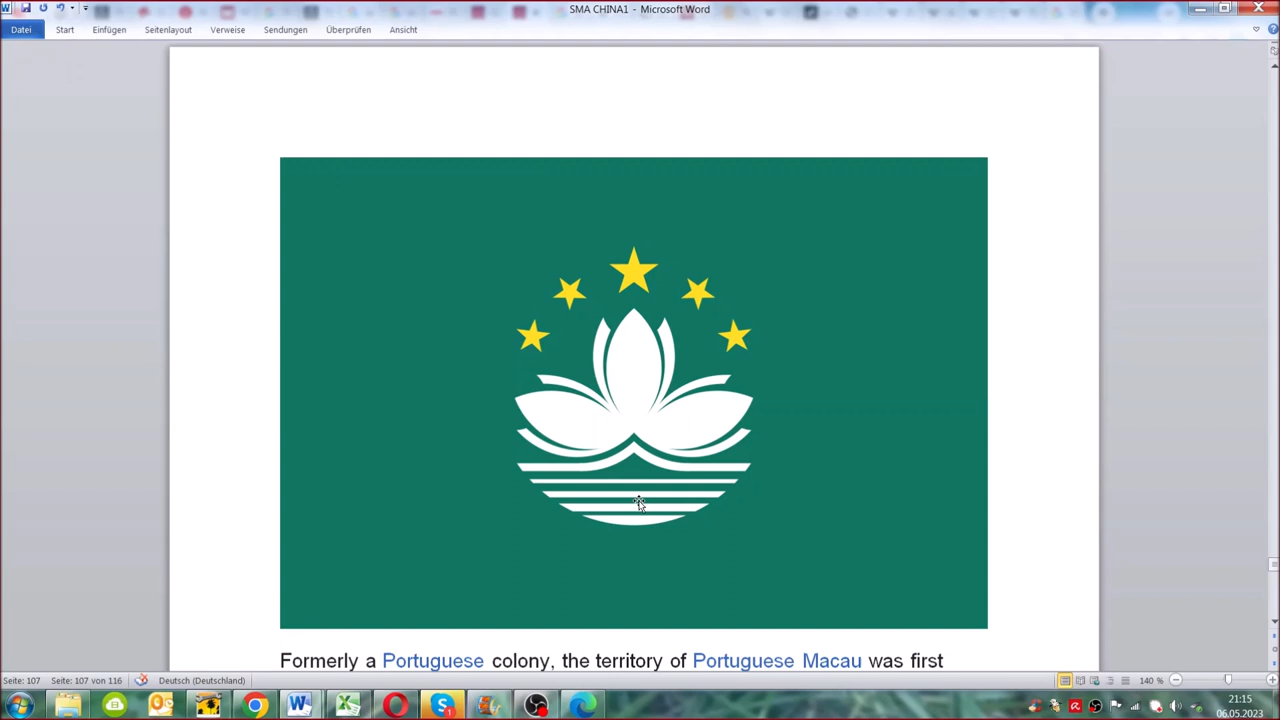 SMA CHINA1 - Microsoft Word
Datei Start Einfügen Seitenlayout Verweise Sendungen Überprüfen Ansicht
Formerly a Portuguese colony, the territory of Portuguese Macau was first
Seite: 107 Seite: 107 von 116 Deutsch (Deutschland) 140 %
21:15
06.05.2023